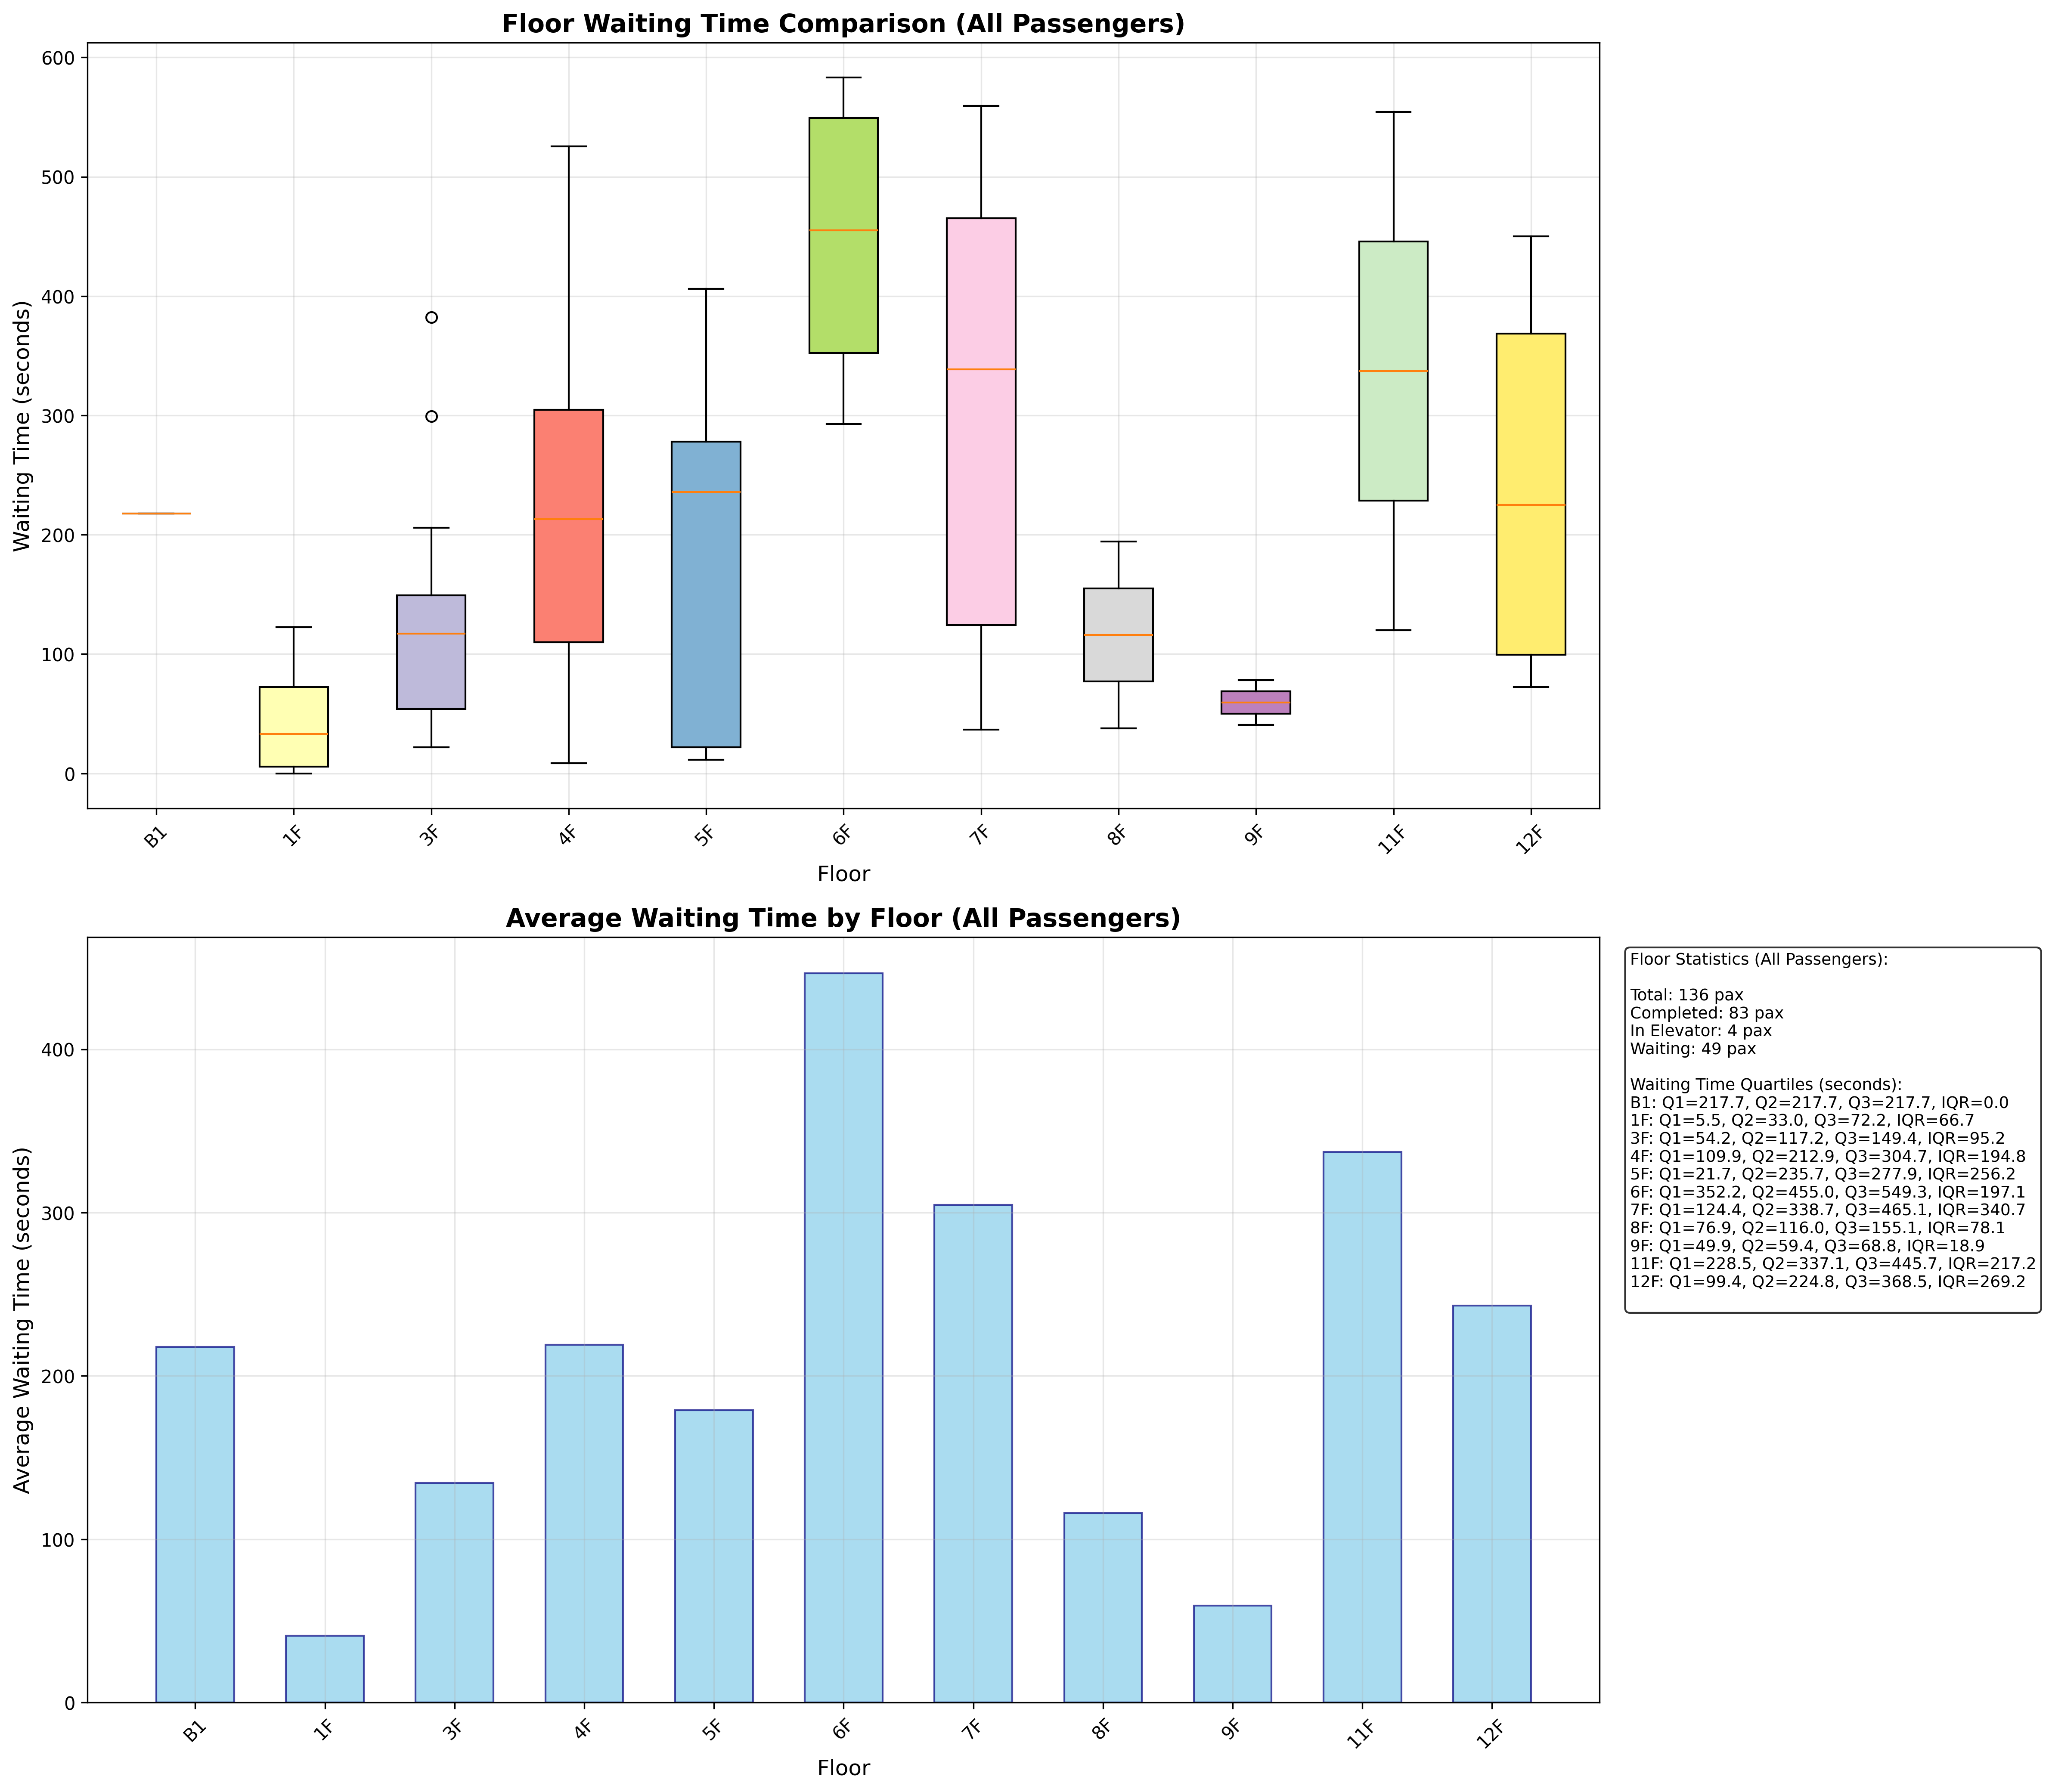 Floor Waiting Time Comparison (All Passengers)
600
500
400
300
200
100
0
Waiting Time (seconds)
B1
1F
3F
4F
5F
6F
7F
8F
9F
11F
12F
Floor
Average Waiting Time by Floor (All Passengers)
400
300
200
100
0
Average Waiting Time (seconds)
B1
1F
3F
4F
5F
6F
7F
8F
9F
11F
12F
Floor
Floor Statistics (All Passengers):
Total: 136 pax
Completed: 83 pax
In Elevator: 4 pax
Waiting: 49 pax
Waiting Time Quartiles (seconds):
B1: Q1=217.7, Q2=217.7, Q3=217.7, IQR=0.0
1F: Q1=5.5, Q2=33.0, Q3=72.2, IQR=66.7
3F: Q1=54.2, Q2=117.2, Q3=149.4, IQR=95.2
4F: Q1=109.9, Q2=212.9, Q3=304.7, IQR=194.8
5F: Q1=21.7, Q2=235.7, Q3=277.9, IQR=256.2
6F: Q1=352.2, Q2=455.0, Q3=549.3, IQR=197.1
7F: Q1=124.4, Q2=338.7, Q3=465.1, IQR=340.7
8F: Q1=76.9, Q2=116.0, Q3=155.1, IQR=78.1
9F: Q1=49.9, Q2=59.4, Q3=68.8, IQR=18.9
11F: Q1=228.5, Q2=337.1, Q3=445.7, IQR=217.2
12F: Q1=99.4, Q2=224.8, Q3=368.5, IQR=269.2